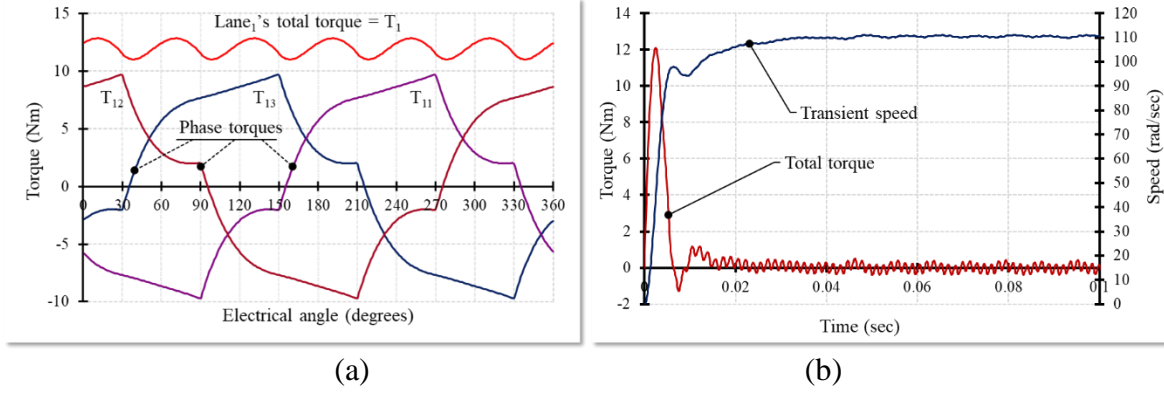 Lane1's total torque = T1
15
10
5
0
-5
-10
Torque (Nm)
T12
T13
T11
Phase torques
0 30 60 90 120 150 180 210 240 270 300 330 360
Electrical angle (degrees)
(a)
14
12
10
8
6
4
2
0
-2
Torque (Nm)
Transient speed
Total torque
0 0.02 0.04 0.06 0.08 0.1
Time (sec)
120
110
100
90
80
70
60
50
40
30
20
10
0
Speed (rad/sec)
(b)